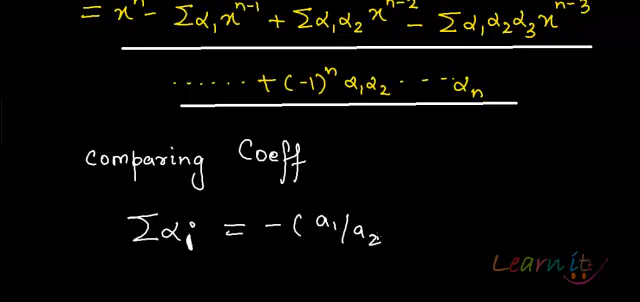 = xⁿ - Σα₁xⁿ⁻¹ + Σα₁α₂xⁿ⁻² - Σα₁α₂α₃xⁿ⁻³
...... + (-1)ⁿ α₁α₂ ..... αₙ
comparing Coeff
Σαᵢ = -( a₁/a₂
Learnit